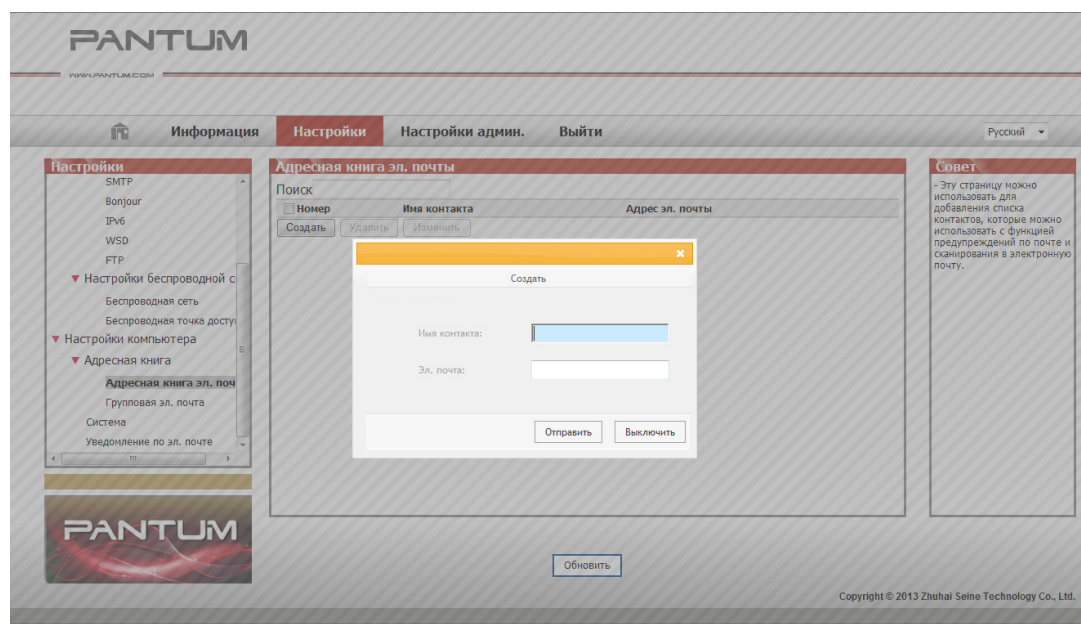 PANTUM
WWW.PANTUM.COM
Информация Настройки Настройки админ. Выйти Русский
Настройки
SMTP
Bonjour
IPv6
WSD
FTP
Настройки беспроводной с
Беспроводная сеть
Беспроводная точка досту
Настройки компьютера
Адресная книга
Адресная книга эл. поч
Групповая эл. почта
Система
Уведомление по эл. почте
PANTUM
Адресная книга эл. почты
Поиск
Номер Имя контакта Адрес эл. почты
Создать Удалить Изменить
Создать
Имя контакта:
Эл. почта:
Отправить Выключить
Обновить
Совет
- Эту страницу можно
использовать для
добавления списка
контактов, которые можно
использовать с функцией
предупреждений по почте и
сканирования в электронную
почту.
Copyright © 2013 Zhuhai Seine Technology Co., Ltd.